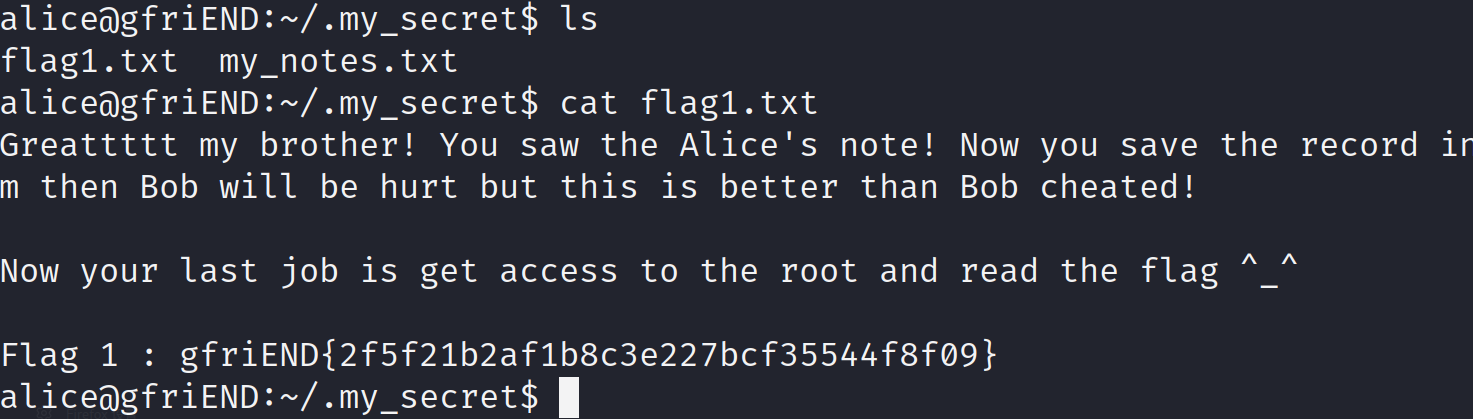 alice@gfriEND:~/.my_secret$ ls
flag1.txt  my_notes.txt
alice@gfriEND:~/.my_secret$ cat flag1.txt
Greattttt my brother! You saw the Alice's note! Now you save the record in
m then Bob will be hurt but this is better than Bob cheated!

Now your last job is get access to the root and read the flag ^_^

Flag 1 : gfriEND{2f5f21b2af1b8c3e227bcf35544f8f09}
alice@gfriEND:~/.my_secret$